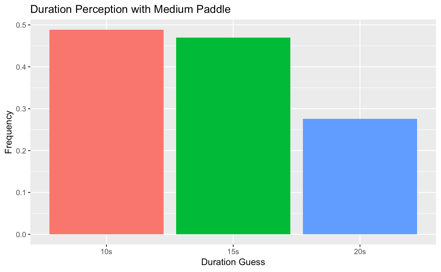 Duration Perception with Medium Paddle
Frequency
0.5
0.4
0.3
0.2
0.1
0.0
10s
15s
20s
Duration Guess